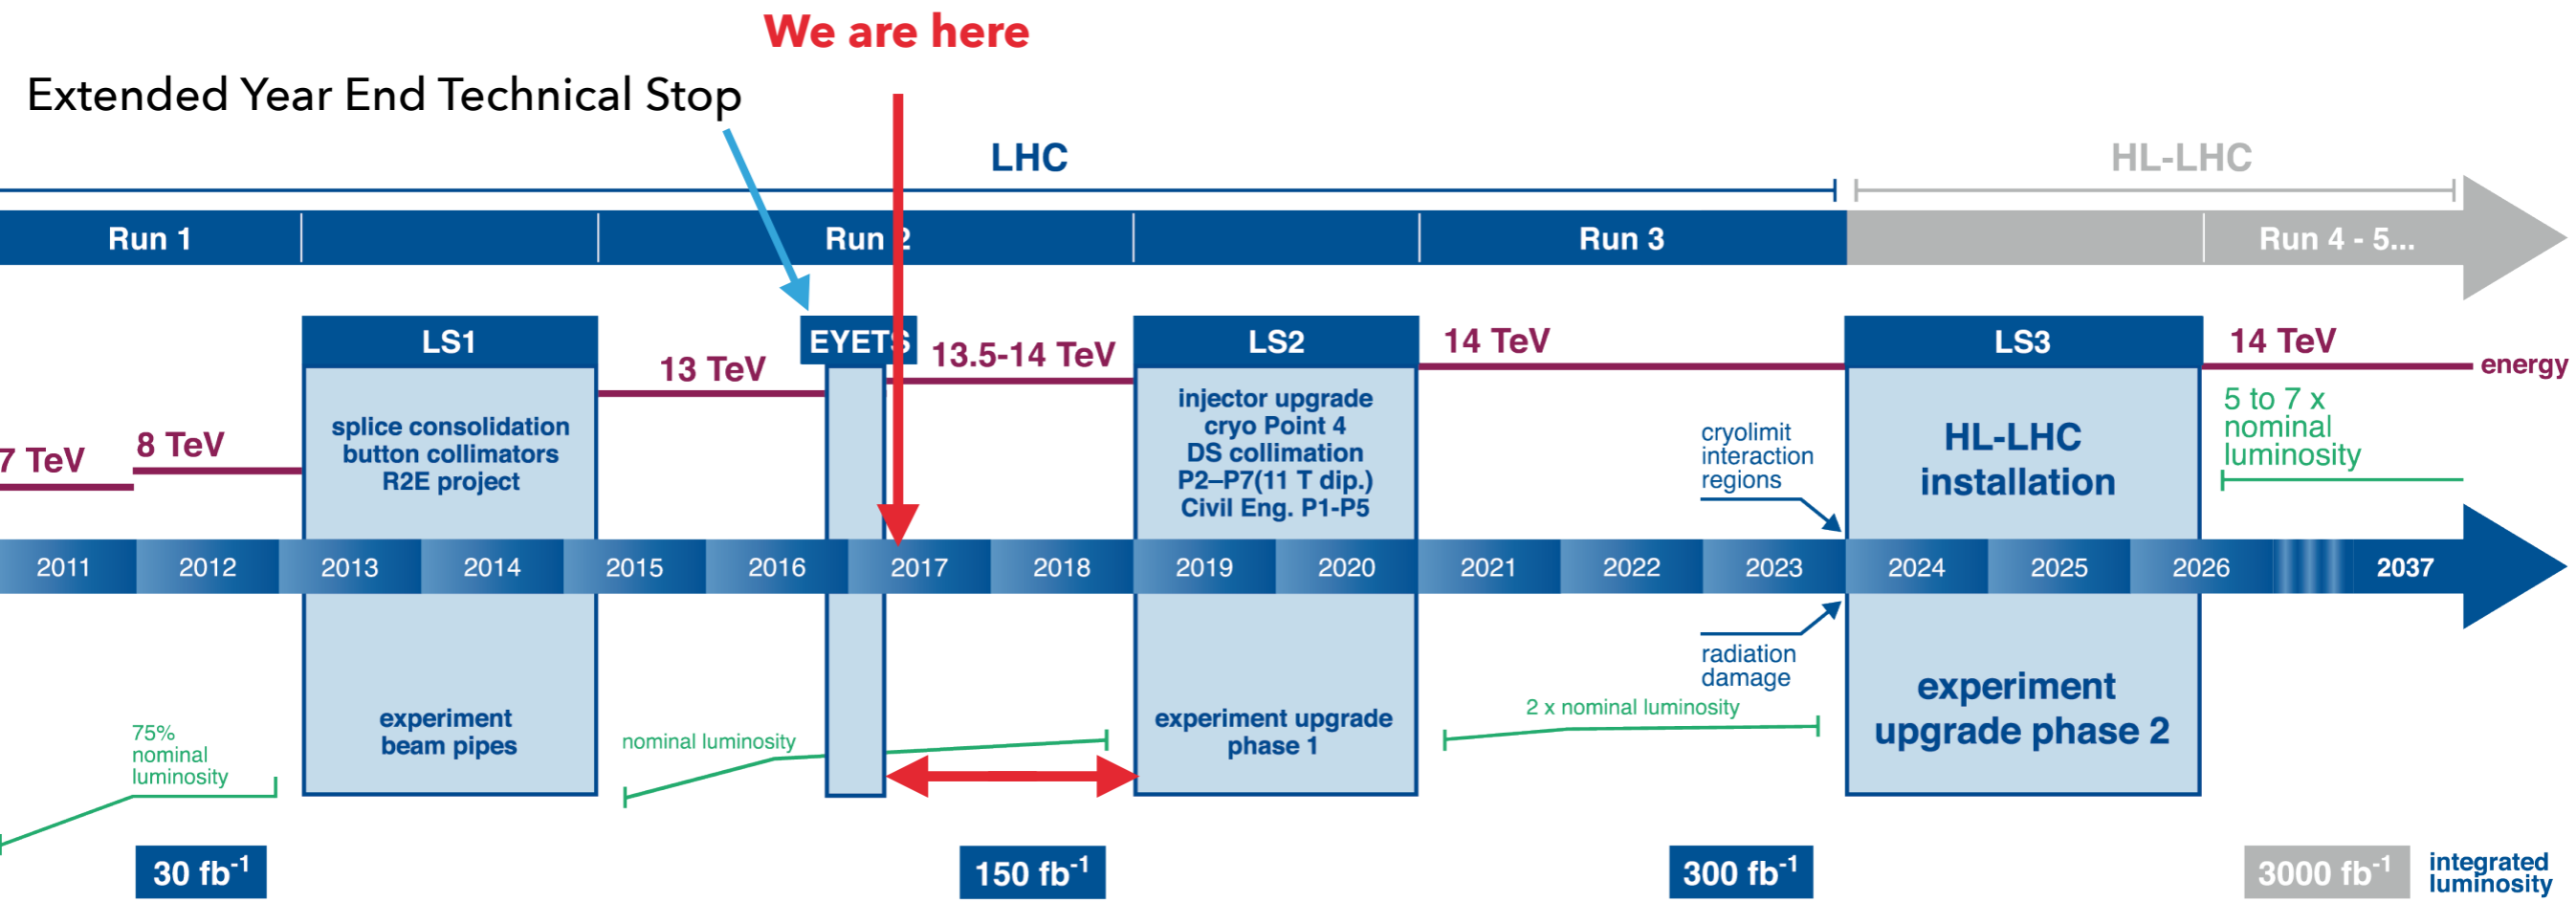 We are here
Extended Year End Technical Stop
LHC
HL-LHC
Run 1
Run 2
Run 3
Run 4 - 5...
LS1
EYETS
LS2
LS3
7 TeV
8 TeV
13 TeV
13.5-14 TeV
14 TeV
14 TeV
energy
splice consolidation
button collimators
R2E project
injector upgrade
cryo Point 4
DS collimation
P2–P7(11 T dip.)
Civil Eng. P1-P5
cryolimit
interaction
regions
HL-LHC
installation
5 to 7 x
nominal
luminosity
2011 2012 2013 2014 2015 2016 2017 2018 2019 2020 2021 2022 2023 2024 2025 2026 2037
radiation
damage
75%
nominal
luminosity
experiment
beam pipes
nominal luminosity
experiment upgrade
phase 1
2 x nominal luminosity
experiment
upgrade phase 2
30 fb⁻¹
150 fb⁻¹
300 fb⁻¹
3000 fb⁻¹
integrated
luminosity